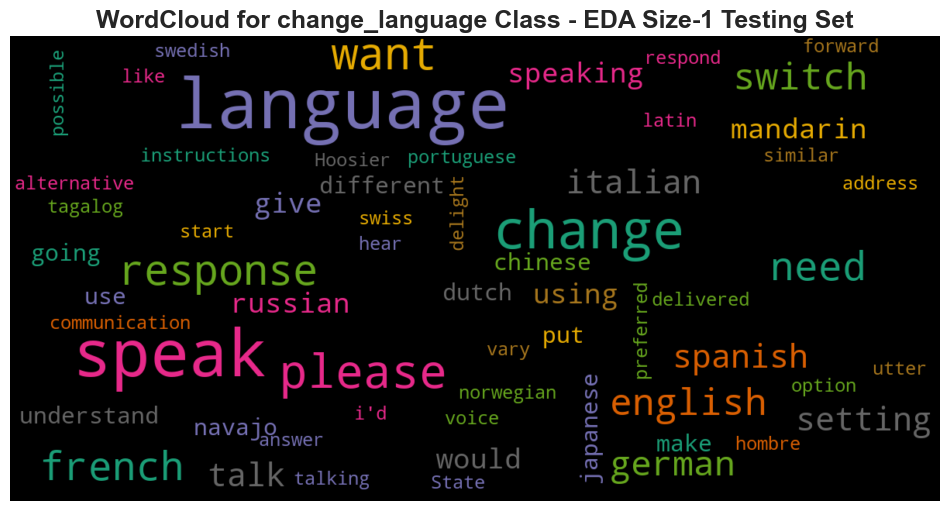 WordCloud for change_language Class - EDA Size-1 Testing Set
possible
swedish
want
respond
forward
like
speaking
switch
language
latin
mandarin
instructions
Hoosier
portuguese
similar
alternative
different
delight
italian
address
tagalog
give
swiss
change
start
hear
going
response
chinese
need
use
russian
dutch
using
preferred
delivered
communication
put
speak
please
vary
spanish
utter
norwegian
japanese
english
option
understand
i'd
voice
setting
navajo
answer
make
hombre
french
talk
talking
would
State
german